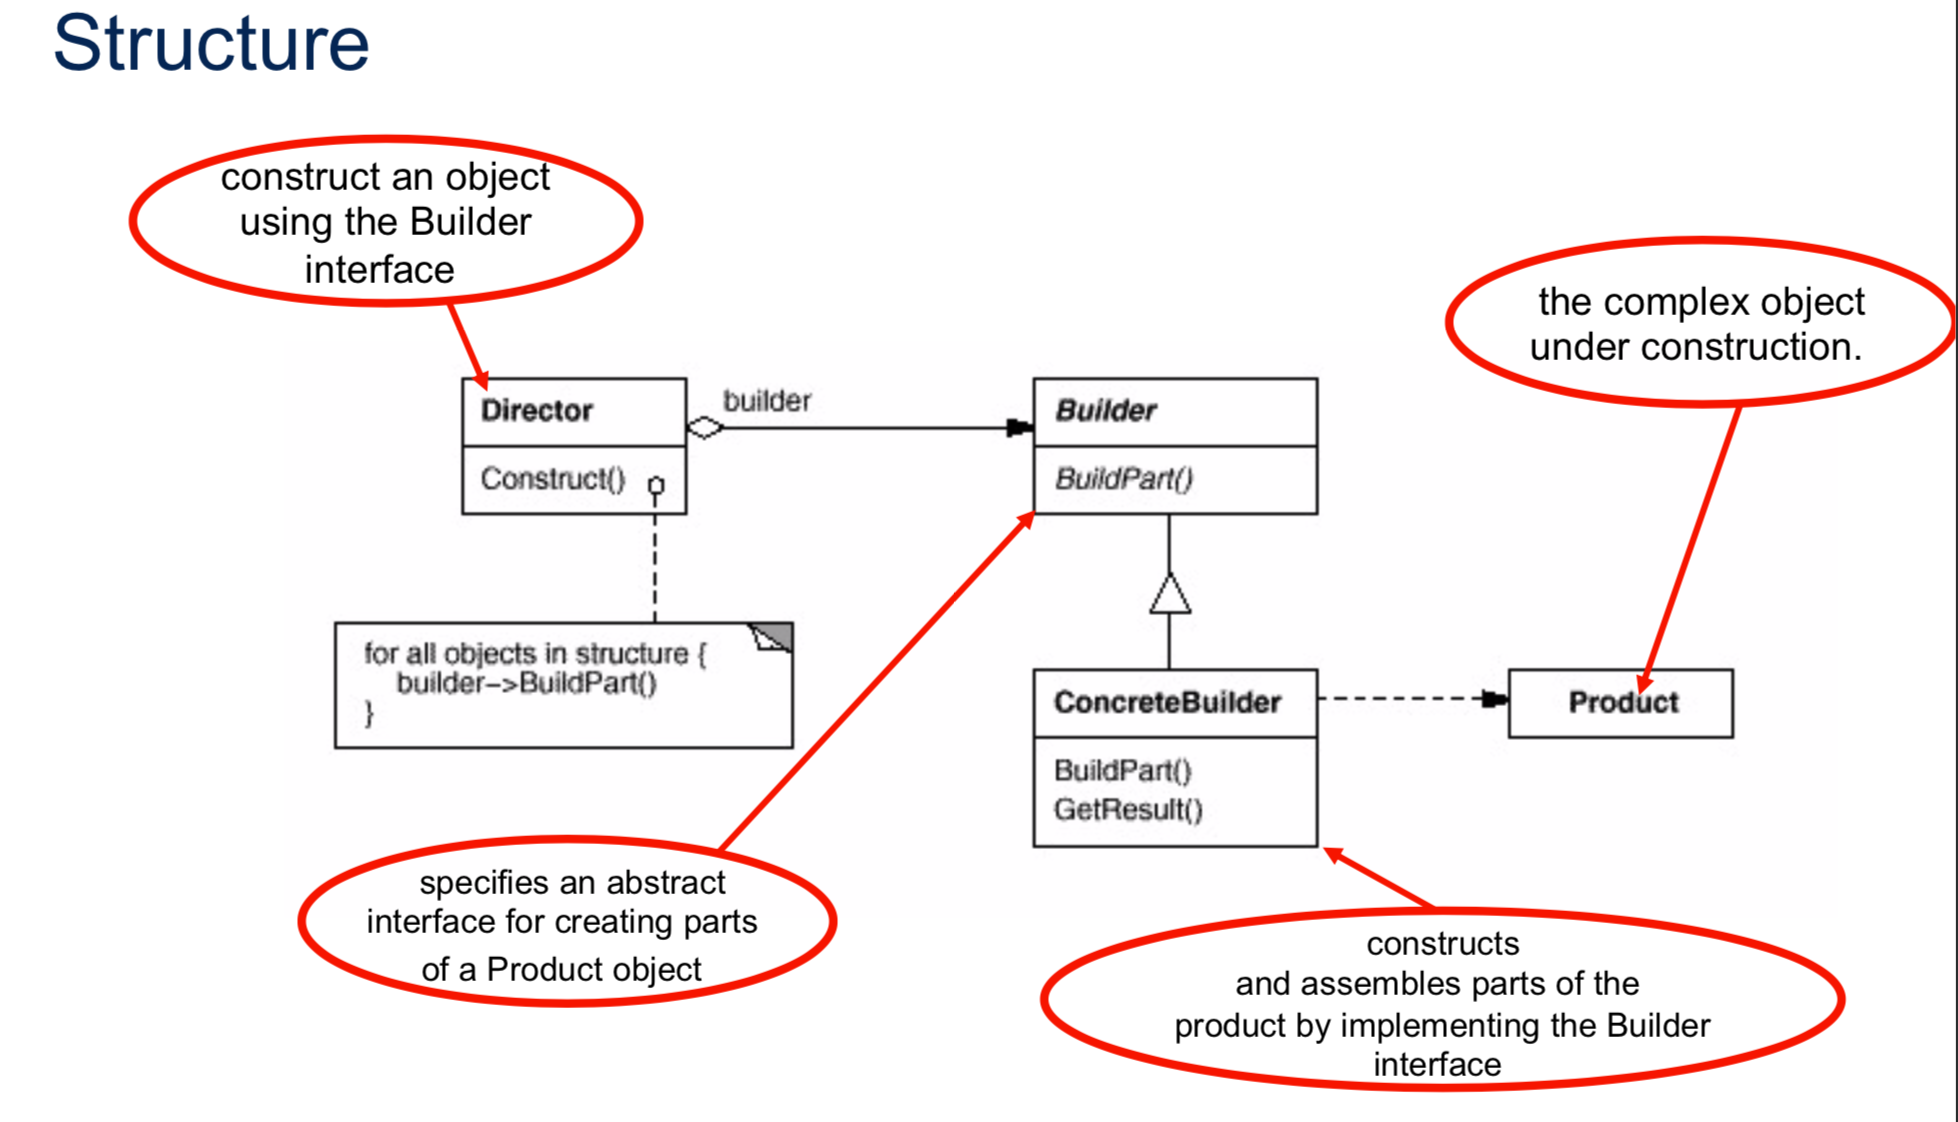 Structure
construct an object
using the Builder
interface
the complex object
under construction.
Director
Construct()
builder
Builder
BuildPart()
for all objects in structure {
builder–>BuildPart()
}
ConcreteBuilder
BuildPart()
GetResult()
Product
specifies an abstract
interface for creating parts
of a Product object
constructs
and assembles parts of the
product by implementing the Builder
interface